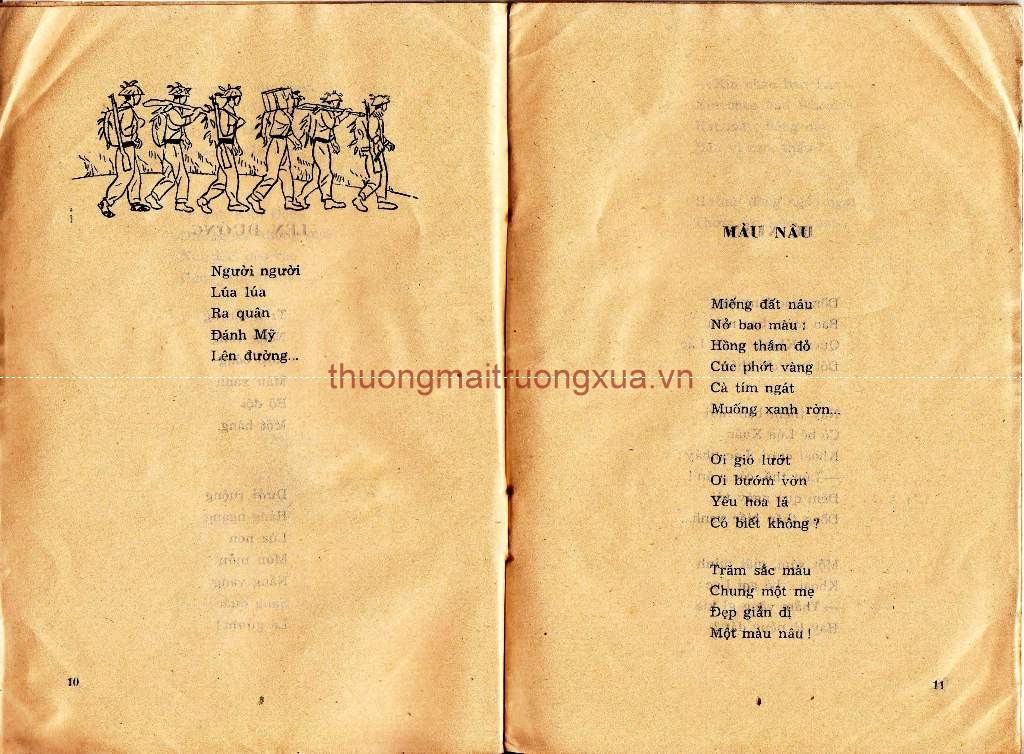 Người người
Lúa lúa
Ra quân
Đánh Mỹ
Lên đường...
10
MÀU NÂU
Miếng đất nâu
Nở bao màu :
Hồng thắm đỏ
Cúc phớt vàng
Cà tím ngát
Muống xanh rờn...
Ơi gió lướt
Ơi bướm vờn
Yêu hoa lá
Có biết không ?
Trăm sắc màu
Chung một mẹ
Đẹp giản dị
Một màu nâu !
11
thuongmaitruongxua.vn